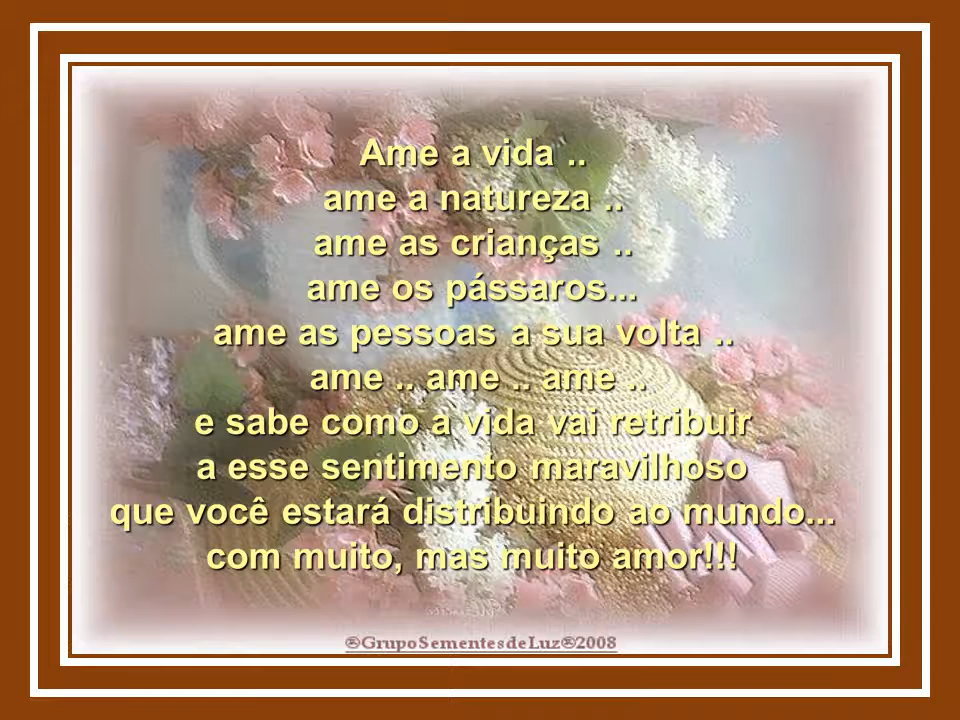 Ame a vida ..
ame a natureza ..
ame as crianças ..
ame os pássaros...
ame as pessoas a sua volta ..
ame .. ame .. ame ..
e sabe como a vida vai retribuir
a esse sentimento maravilhoso
que você estará distribuindo ao mundo...
com muito, mas muito amor!!!
®GrupoSementesdeLuz®2008